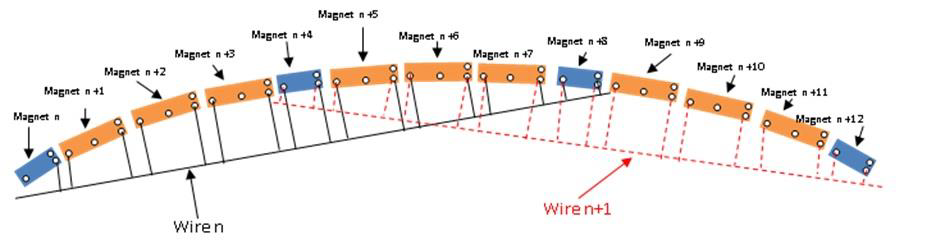 Magnet n
Magnet n+1
Magnet n+2
Magnet n+3
Magnet n+4
Magnet n+5
Magnet n+6
Magnet n+7
Magnet n+8
Magnet n+9
Magnet n+10
Magnet n+11
Magnet n+12
Wire n
Wire n+1